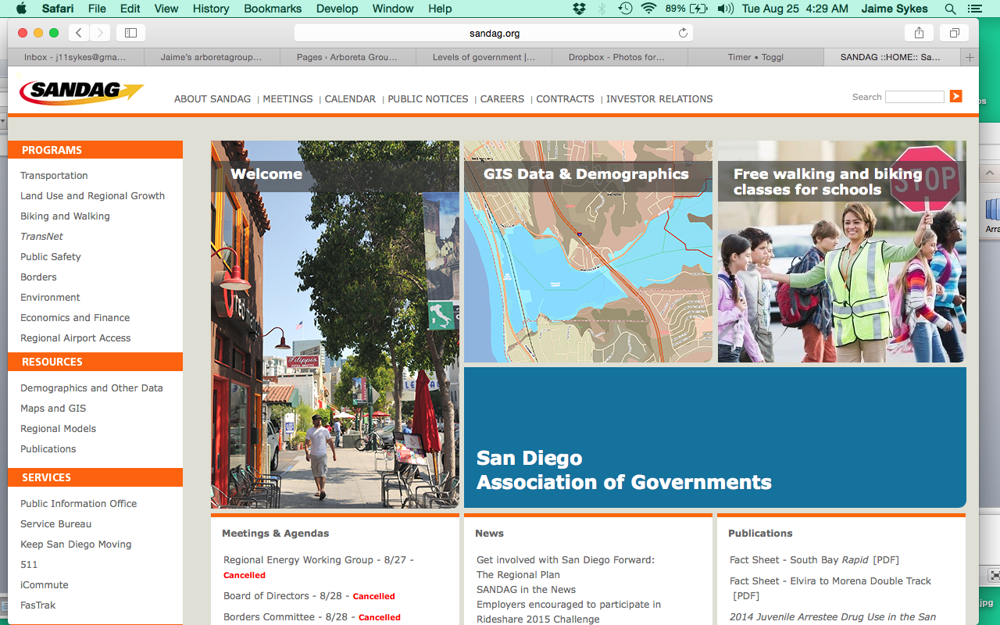 Safari File Edit View History Bookmarks Develop Window Help 89% Tue Aug 25 4:29 AM Jaime Sykes
sandag.org
Inbox - j11sykes@gma... Jaime's arboretagroup... Pages ‹ Arboreta Grou... Levels of government |... Dropbox - Photos for... Timer • Toggl SANDAG ::HOME:: Sa...
SANDAG
ABOUT SANDAG | MEETINGS | CALENDAR | PUBLIC NOTICES | CAREERS | CONTRACTS | INVESTOR RELATIONS
Search
PROGRAMS
Transportation
Land Use and Regional Growth
Biking and Walking
TransNet
Public Safety
Borders
Environment
Economics and Finance
Regional Airport Access
RESOURCES
Demographics and Other Data
Maps and GIS
Regional Models
Publications
SERVICES
Public Information Office
Service Bureau
Keep San Diego Moving
511
iCommute
FasTrak
Welcome
Filippi's
PIZZA GROTTO
GIS Data & Demographics
Free walking and biking
classes for schools
STOP
San Diego
Association of Governments
Meetings & Agendas
Regional Energy Working Group - 8/27 -
Cancelled
Board of Directors - 8/28 - Cancelled
Borders Committee - 8/28 - Cancelled
News
Get involved with San Diego Forward:
The Regional Plan
SANDAG in the News
Employers encouraged to participate in
Rideshare 2015 Challenge
Publications
Fact Sheet - South Bay Rapid [PDF]
Fact Sheet - Elvira to Morena Double Track
[PDF]
2014 Juvenile Arrestee Drug Use in the San
os
Arra
jpg